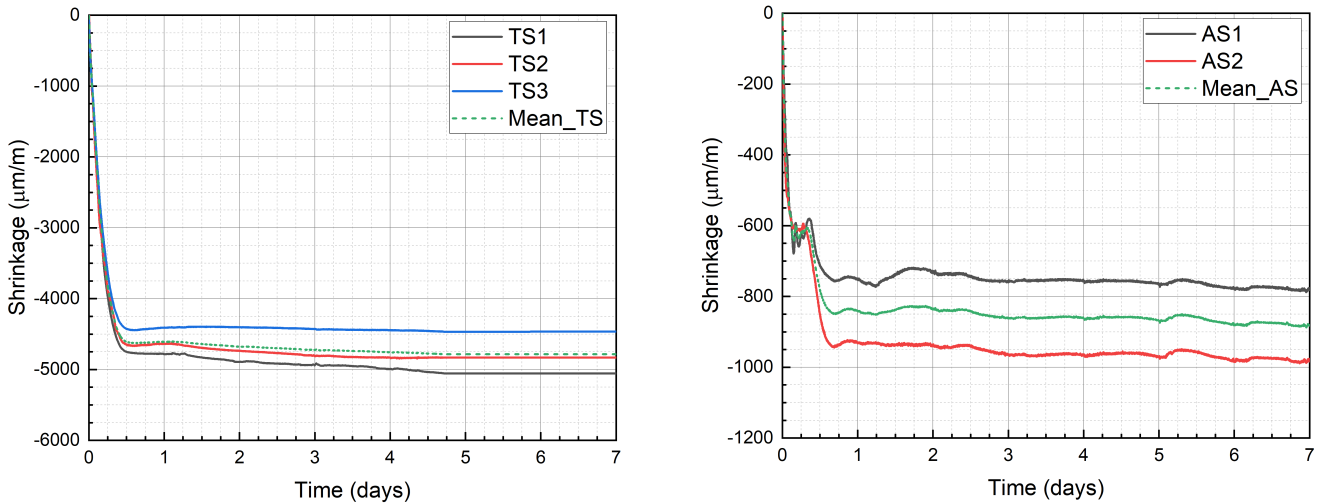 0
-1000
-2000
-3000
-4000
-5000
-6000
Shrinkage (μm/m)
TS1
TS2
TS3
Mean_TS
0 1 2 3 4 5 6 7
Time (days)
0
-200
-400
-600
-800
-1000
-1200
Shrinkage (μm/m)
AS1
AS2
Mean_AS
0 1 2 3 4 5 6 7
Time (days)